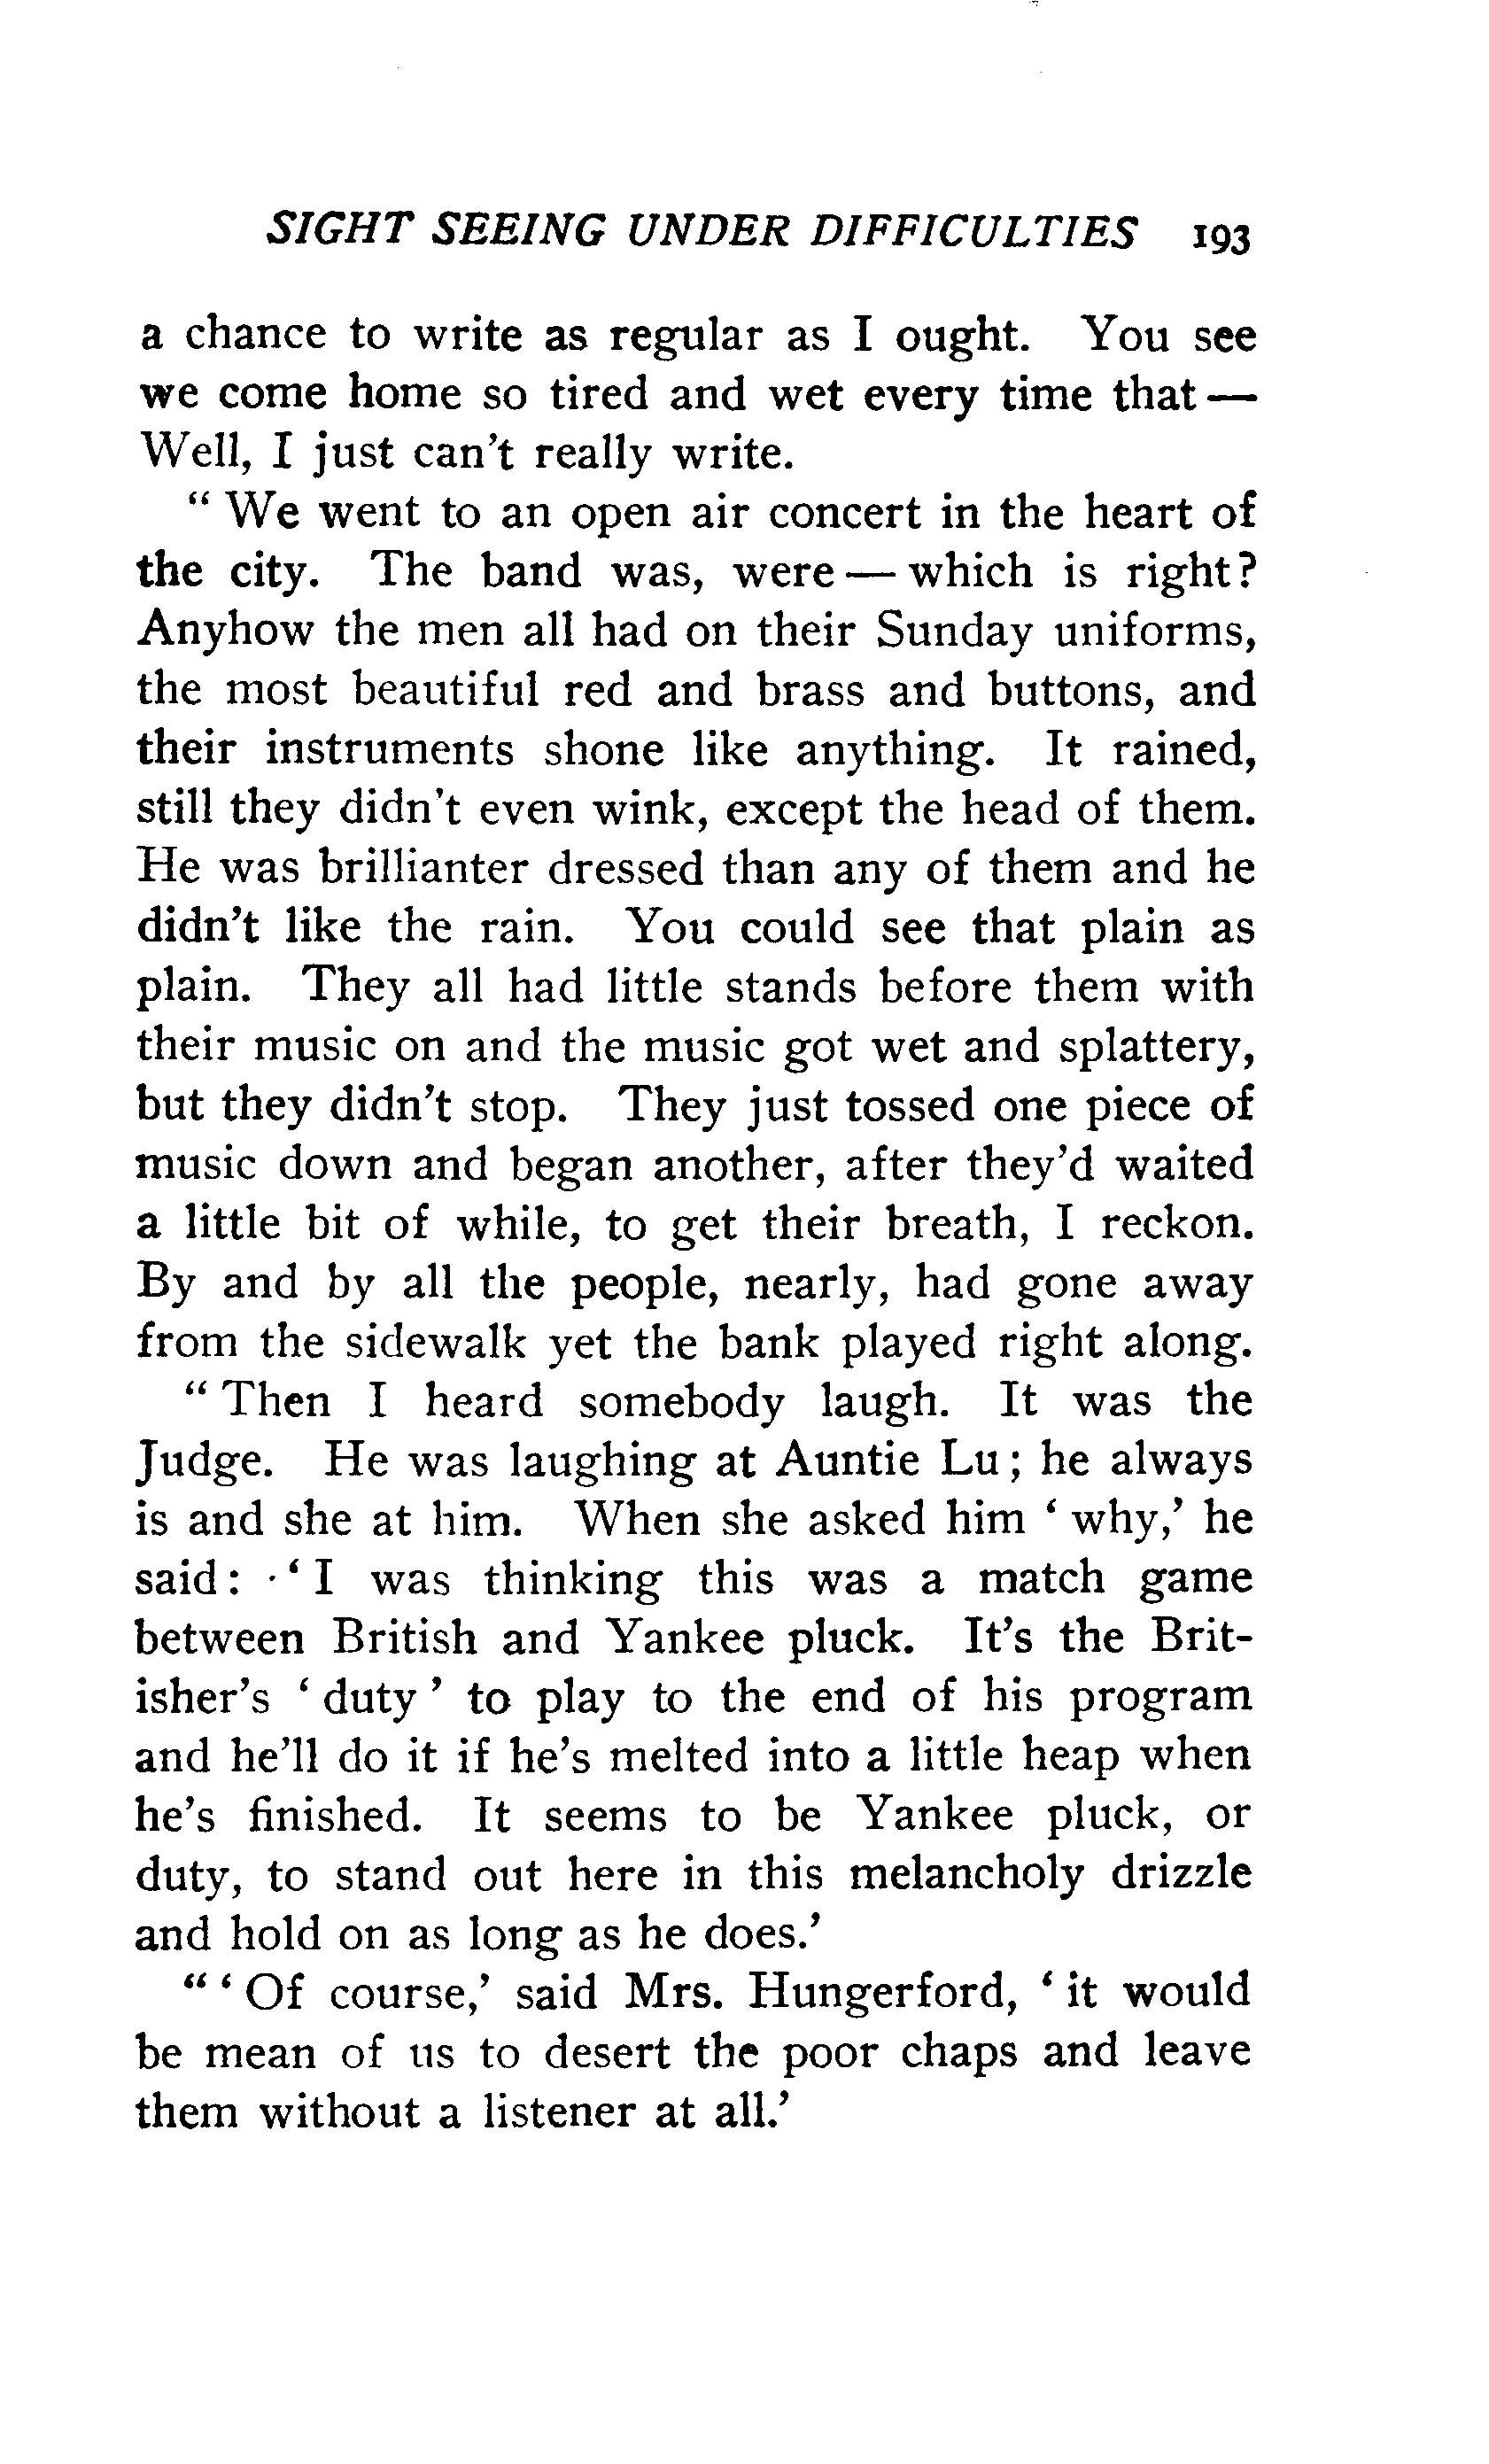 SIGHT SEEING UNDER DIFFICULTIES 193
a chance to write as regular as I ought. You see
we come home so tired and wet every time that —
Well, I just can't really write.
" We went to an open air concert in the heart of
the city. The band was, were — which is right?
Anyhow the men all had on their Sunday uniforms,
the most beautiful red and brass and buttons, and
their instruments shone like anything. It rained,
still they didn't even wink, except the head of them.
He was brillianter dressed than any of them and he
didn't like the rain. You could see that plain as
plain. They all had little stands before them with
their music on and the music got wet and splattery,
but they didn't stop. They just tossed one piece of
music down and began another, after they'd waited
a little bit of while, to get their breath, I reckon.
By and by all the people, nearly, had gone away
from the sidewalk yet the bank played right along.
" Then I heard somebody laugh. It was the
Judge. He was laughing at Auntie Lu; he always
is and she at him. When she asked him ' why,' he
said: ' I was thinking this was a match game
between British and Yankee pluck. It's the Brit-
isher's ' duty ' to play to the end of his program
and he'll do it if he's melted into a little heap when
he's finished. It seems to be Yankee pluck, or
duty, to stand out here in this melancholy drizzle
and hold on as long as he does.'
" ' Of course,' said Mrs. Hungerford, ' it would
be mean of us to desert the poor chaps and leave
them without a listener at all.'